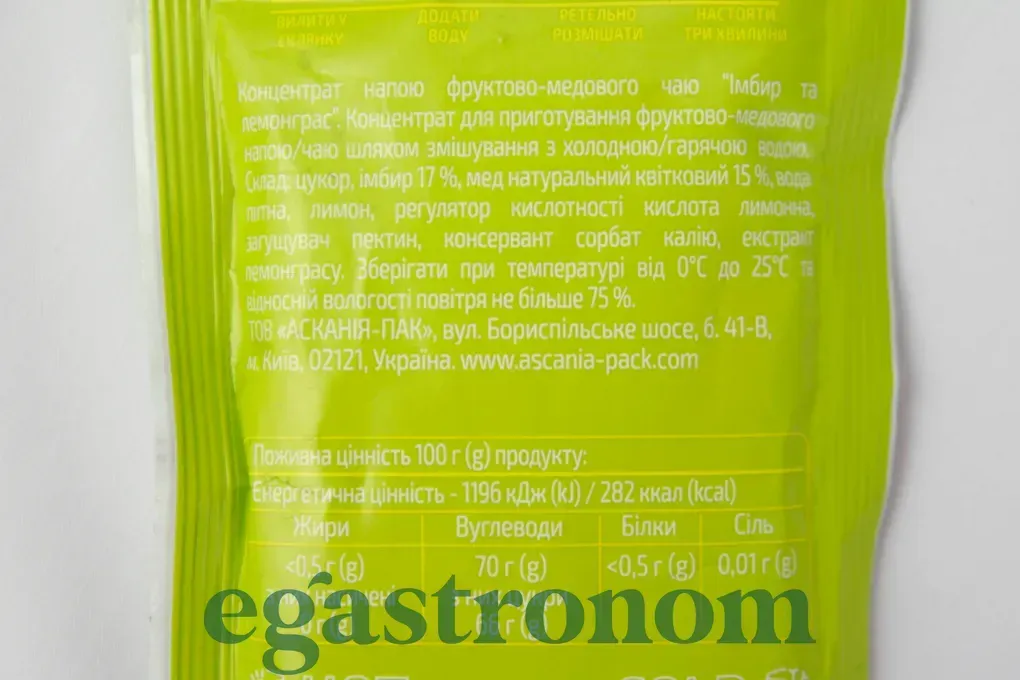 ВИЛИТИ У СКЛЯНКУ
ДОДАТИ ВОДУ
РЕТЕЛЬНО РОЗМІШАТИ
НАСТОЯТИ ТРИ ХВИЛИНИ
Концентрат напою фруктово-медового чаю "Імбир та
лемонграс". Концентрат для приготування фруктово-медового
напою/чаю шляхом змішування з холодною/гарячою водою.
Склад: цукор, імбир 17 %, мед натуральний квітковий 15 %, вода
питна, лимон, регулятор кислотності кислота лимонна,
загущувач пектин, консервант сорбат калію, екстракт
лемонграсу. Зберігати при температурі від 0°С до 25°С та
відносній вологості повітря не більше 75 %.
ТОВ «АСКАНІЯ-ПАК», вул. Бориспільське шосе, б. 41-В,
м. Київ, 02121, Україна. www.ascania-pack.com
Поживна цінність 100 г (g) продукту:
Енергетична цінність - 1196 кДж (kJ) / 282 ккал (kcal)
Жири Вуглеводи Білки Сіль
<0,5 г (g) 70 г (g) <0,5 г (g) 0,01 г (g)
з них цукри
0 г (g) 66 г (g)
egastronom